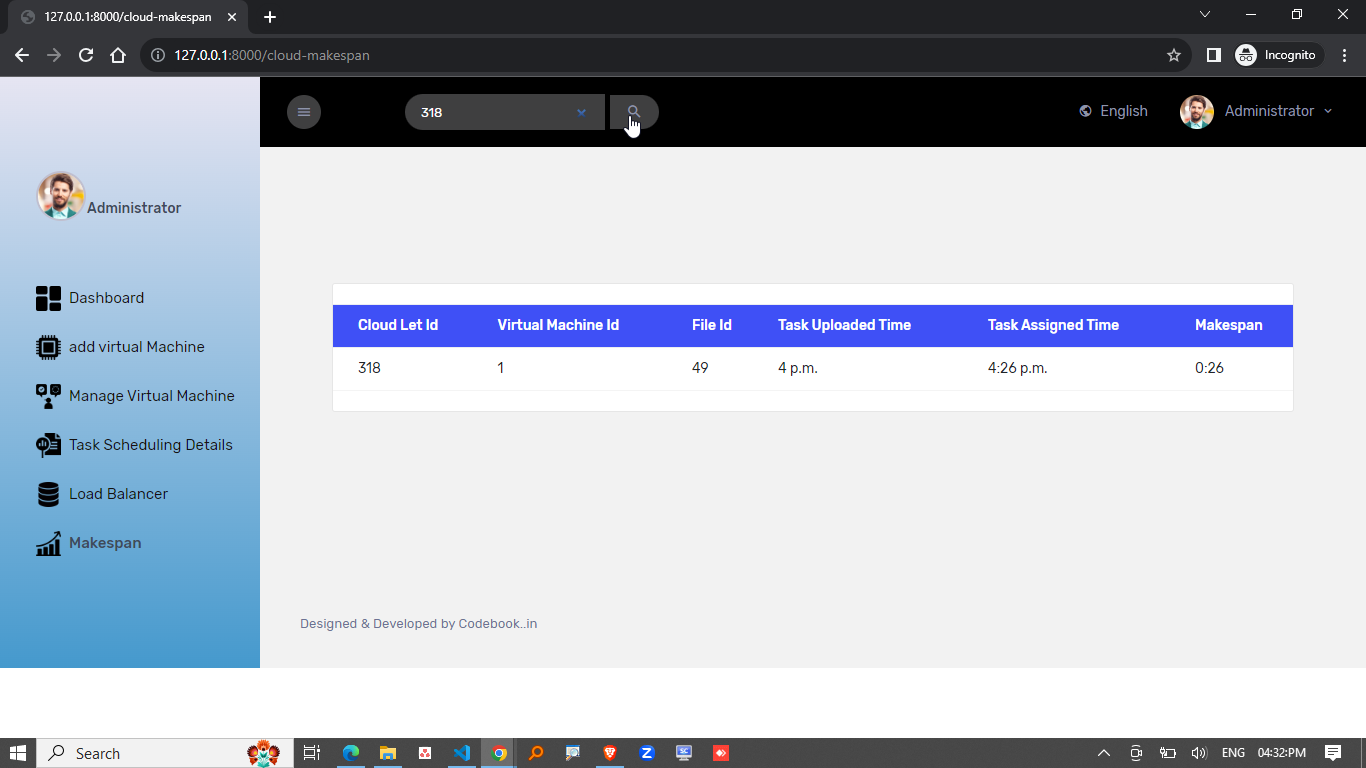 127.0.0.1:8000/cloud-makespan
127.0.0.1:8000/cloud-makespan
Incognito
318
English
Administrator
Administrator
Dashboard
add virtual Machine
Manage Virtual Machine
Task Scheduling Details
Load Balancer
Makespan
Cloud Let Id Virtual Machine Id File Id Task Uploaded Time Task Assigned Time Makespan
318 1 49 4 p.m. 4:26 p.m. 0:26
Designed & Developed by Codebook..in
Search
ENG 04:32:PM